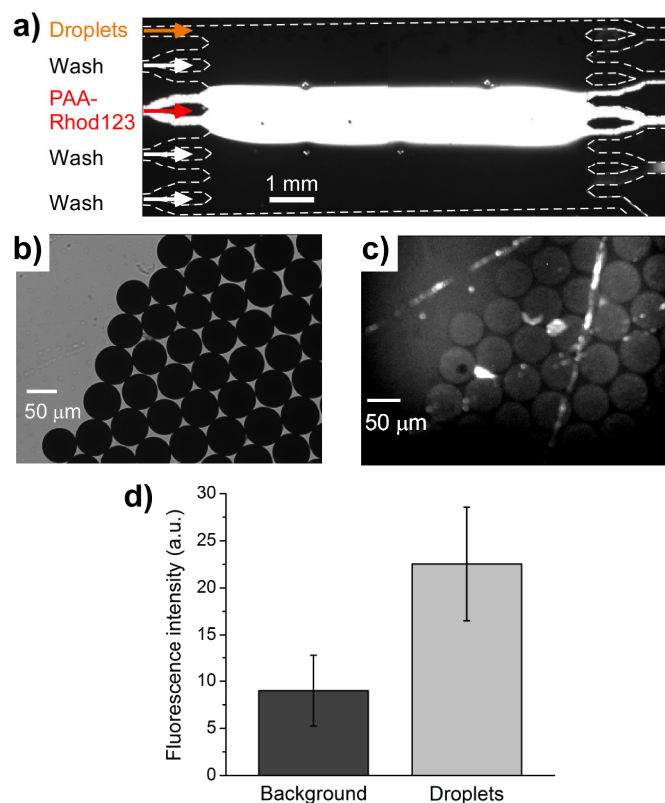 a)
Droplets
Wash
PAA-
Rhod123
Wash
Wash
1 mm
b)
50 μm
c)
50 μm
d)
Fluorescence intensity (a.u.)
30
25
20
15
10
5
0
Background
Droplets